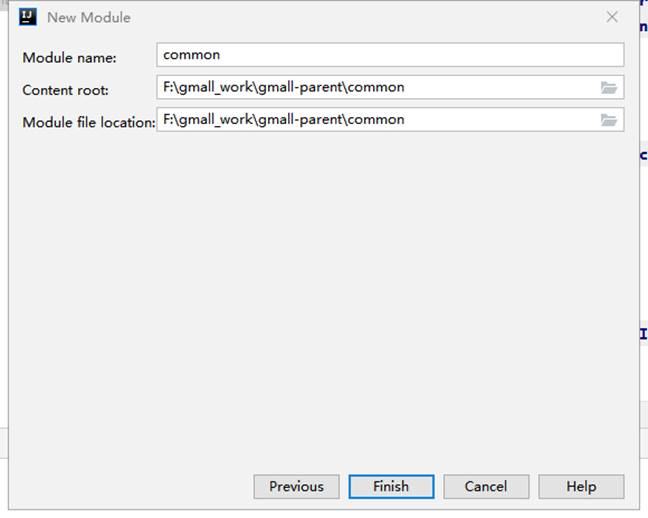 New Module
Module name: common
Content root: F:\gmall_work\gmall-parent\common
Module file location: F:\gmall_work\gmall-parent\common
Previous Finish Cancel Help